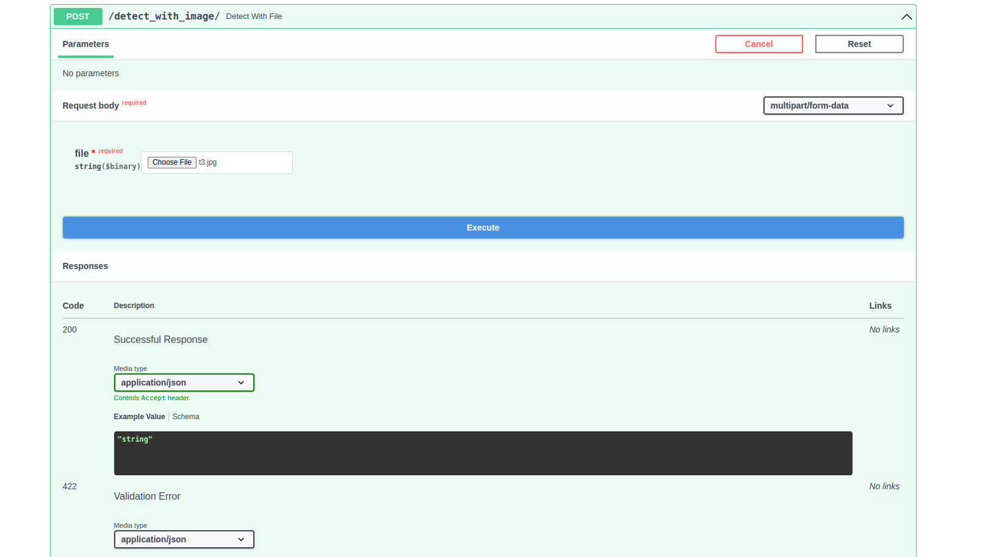 POST /detect_with_image/ Detect With File
Parameters
Cancel
Reset
No parameters
Request body required
multipart/form-data
file * required
string($binary)
Choose File t3.jpg
Execute
Responses
Code Description Links
200
Successful Response
No links
Media type
application/json
Controls Accept header.
Example Value Schema
"string"
422
Validation Error
No links
Media type
application/json